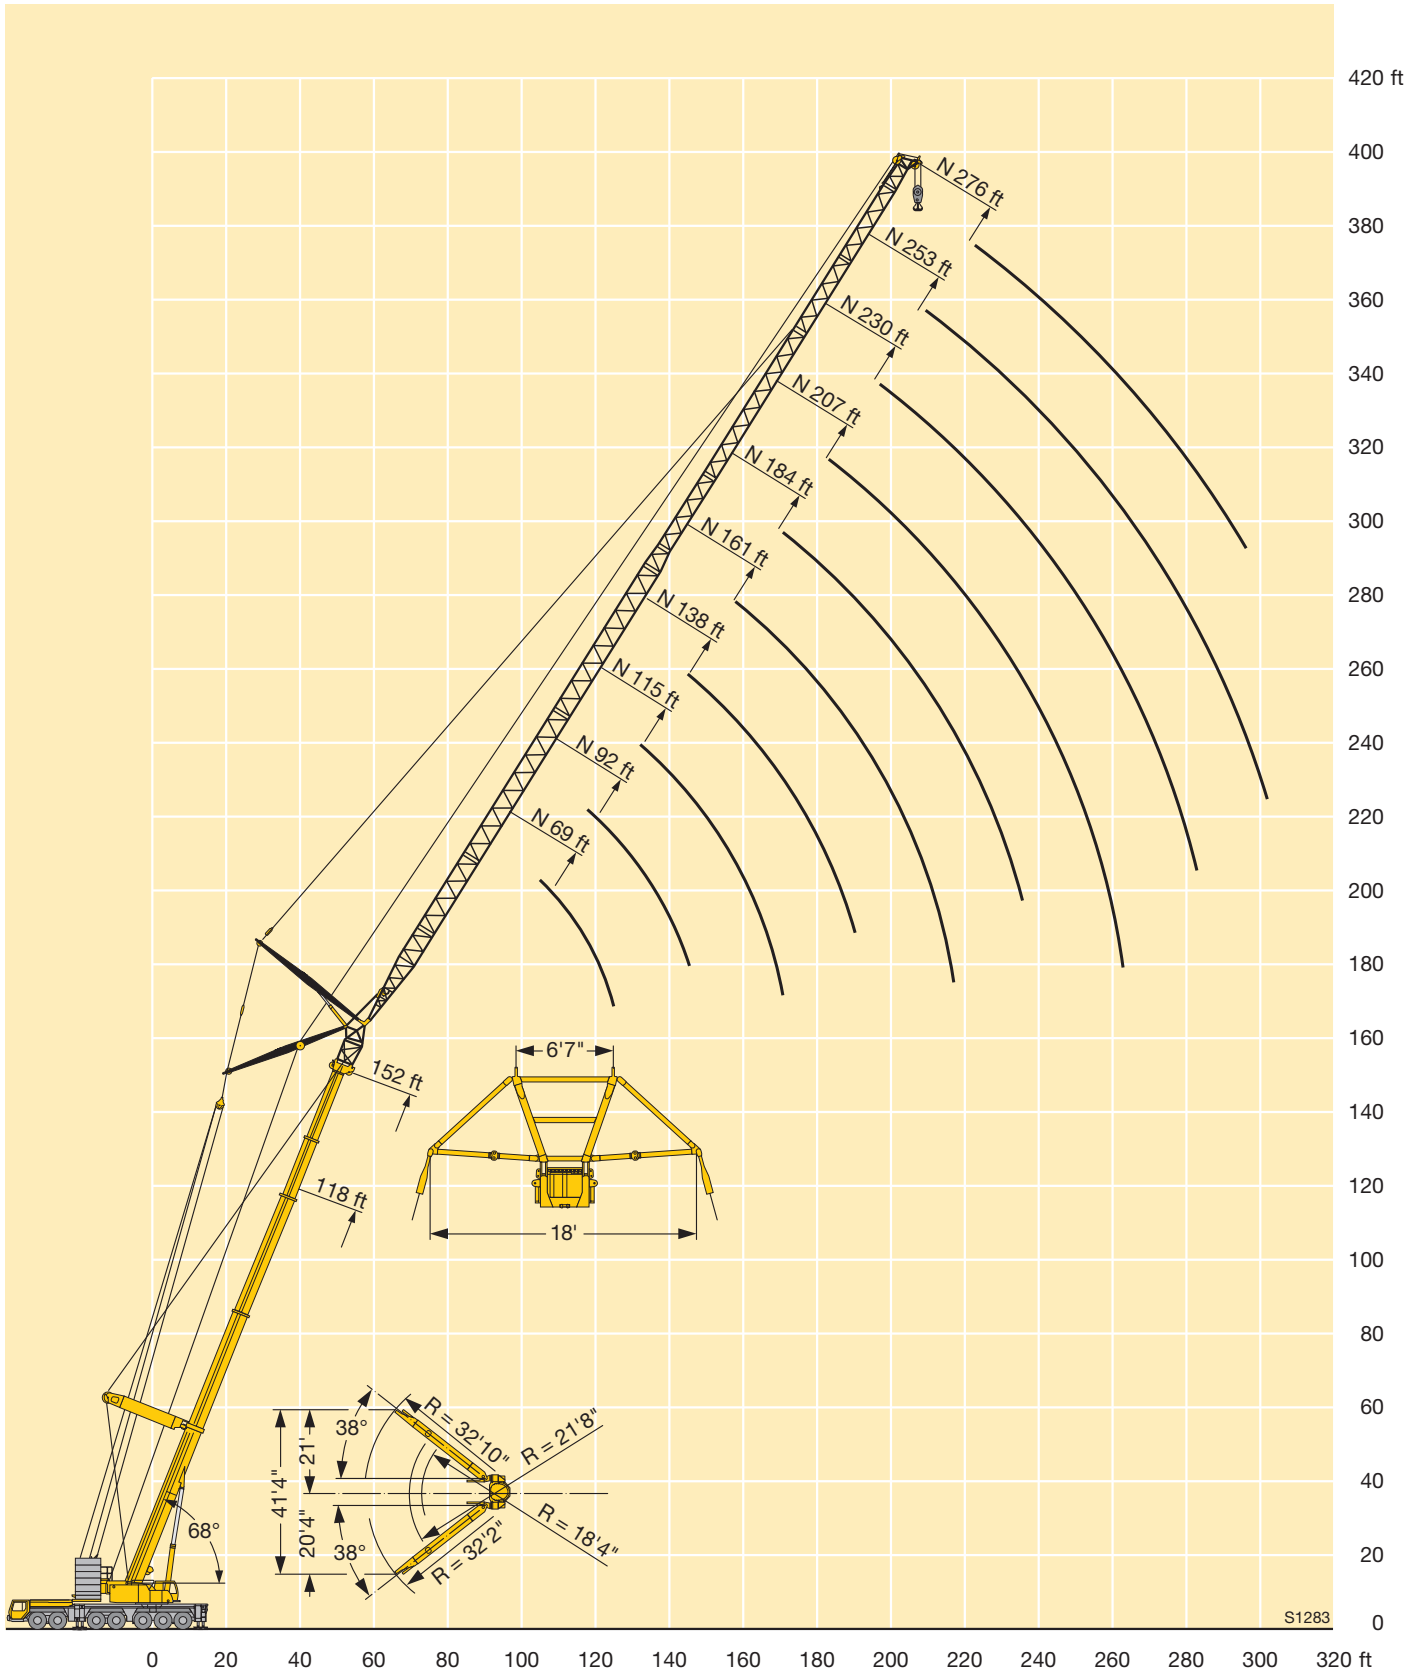 420 ft
400
380
360
340
320
300
280
260
240
220
200
180
160
140
120
100
80
60
40
20
0
N 276 ft
N 253 ft
N 230 ft
N 207 ft
N 184 ft
N 161 ft
N 138 ft
N 115 ft
N 92 ft
N 69 ft
152 ft
118 ft
6'7"
18'
68°
41'4"
21'
20'4"
38°
38°
R = 32'10"
R = 21'8"
R = 18'4"
R = 32'2"
S1283
0 20 40 60 80 100 120 140 160 180 200 220 240 260 280 300 320 ft